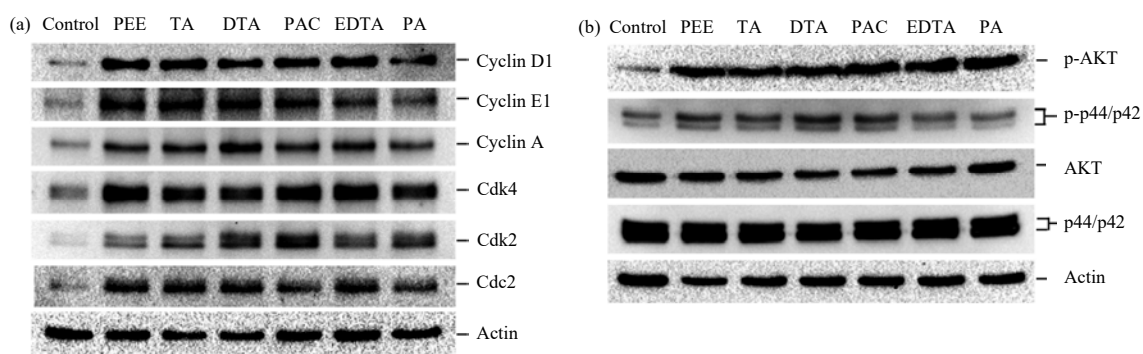 (a) Control PEE TA DTA PAC EDTA PA
Cyclin D1
Cyclin E1
Cyclin A
Cdk4
Cdk2
Cdc2
Actin
(b) Control PEE TA DTA PAC EDTA PA
p-AKT
p-p44/p42
AKT
p44/p42
Actin